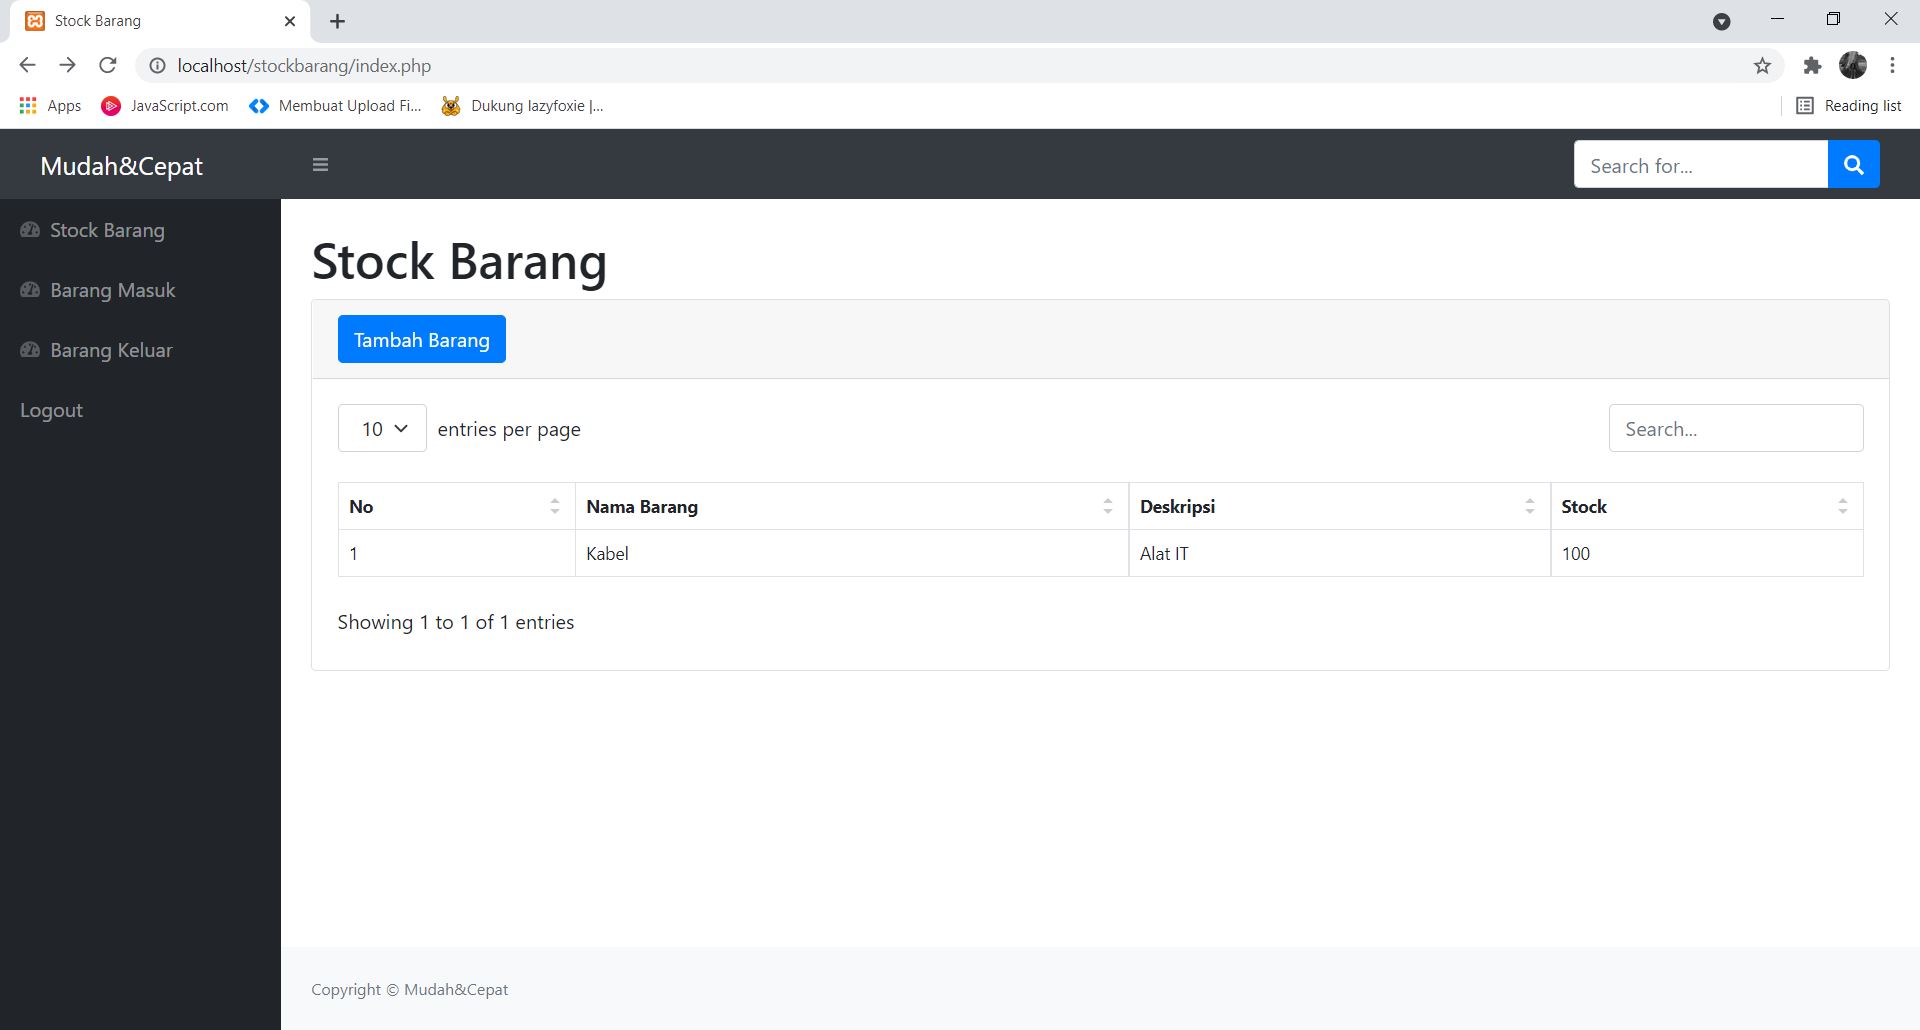 Stock Barang
localhost/stockbarang/index.php
Apps JavaScript.com Membuat Upload Fi... Dukung lazyfoxie |... Reading list
Mudah&Cepat Search for...
Stock Barang
Barang Masuk
Barang Keluar
Logout
Stock Barang
Tambah Barang
10 entries per page Search...
No Nama Barang Deskripsi Stock
1 Kabel Alat IT 100
Showing 1 to 1 of 1 entries
Copyright © Mudah&Cepat